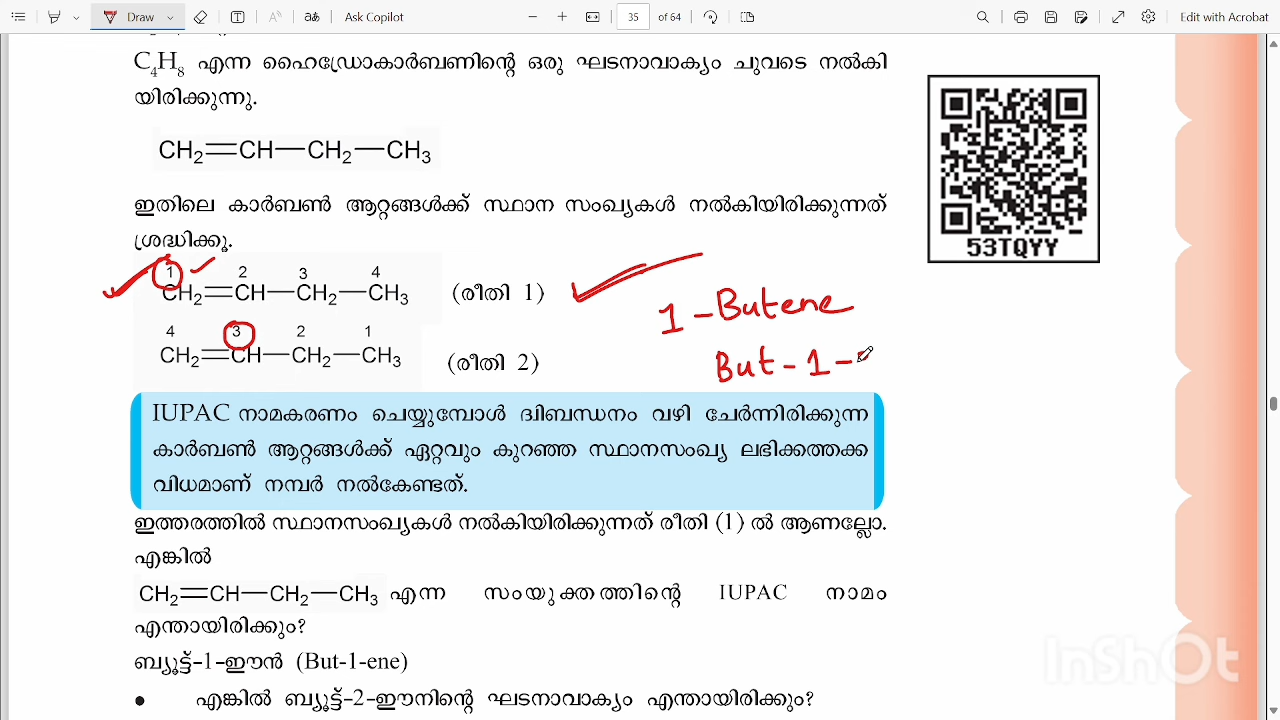 Draw
Ask Copilot
35 of 64
Edit with Acrobat
C₄H₈ എന്ന ഹൈഡ്രോകാർബണിന്റെ ഒരു ഘടനാവാക്യം ചുവടെ നൽകി
യിരിക്കുന്നു.
CH₂=CH—CH₂—CH₃
53TQYY
ഇതിലെ കാർബൺ ആറ്റങ്ങൾക്ക് സ്ഥാന സംഖ്യകൾ നൽകിയിരിക്കുന്നത്
ശ്രദ്ധിക്കൂ.
1 2 3 4
CH₂=CH—CH₂—CH₃ (രീതി 1)
1 - Butene
4 3 2 1
CH₂=CH—CH₂—CH₃ (രീതി 2)
But - 1 -
IUPAC നാമകരണം ചെയ്യുമ്പോൾ ദ്വിബന്ധനം വഴി ചേർന്നിരിക്കുന്ന
കാർബൺ ആറ്റങ്ങൾക്ക് ഏറ്റവും കുറഞ്ഞ സ്ഥാനസംഖ്യ ലഭിക്കത്തക്ക
വിധമാണ് നമ്പർ നൽകേണ്ടത്.
ഇത്തരത്തിൽ സ്ഥാനസംഖ്യകൾ നൽകിയിരിക്കുന്നത് രീതി (1) ൽ ആണല്ലോ.
എങ്കിൽ
CH₂=CH—CH₂—CH₃ എന്ന സംയുക്തത്തിന്റെ IUPAC നാമം
എന്തായിരിക്കും?
ബ്യൂട്ട്-1-ഈൻ (But-1-ene)
InShOt
● എങ്കിൽ ബ്യൂട്ട്-2-ഈനിന്റെ ഘടനാവാക്യം എന്തായിരിക്കും?